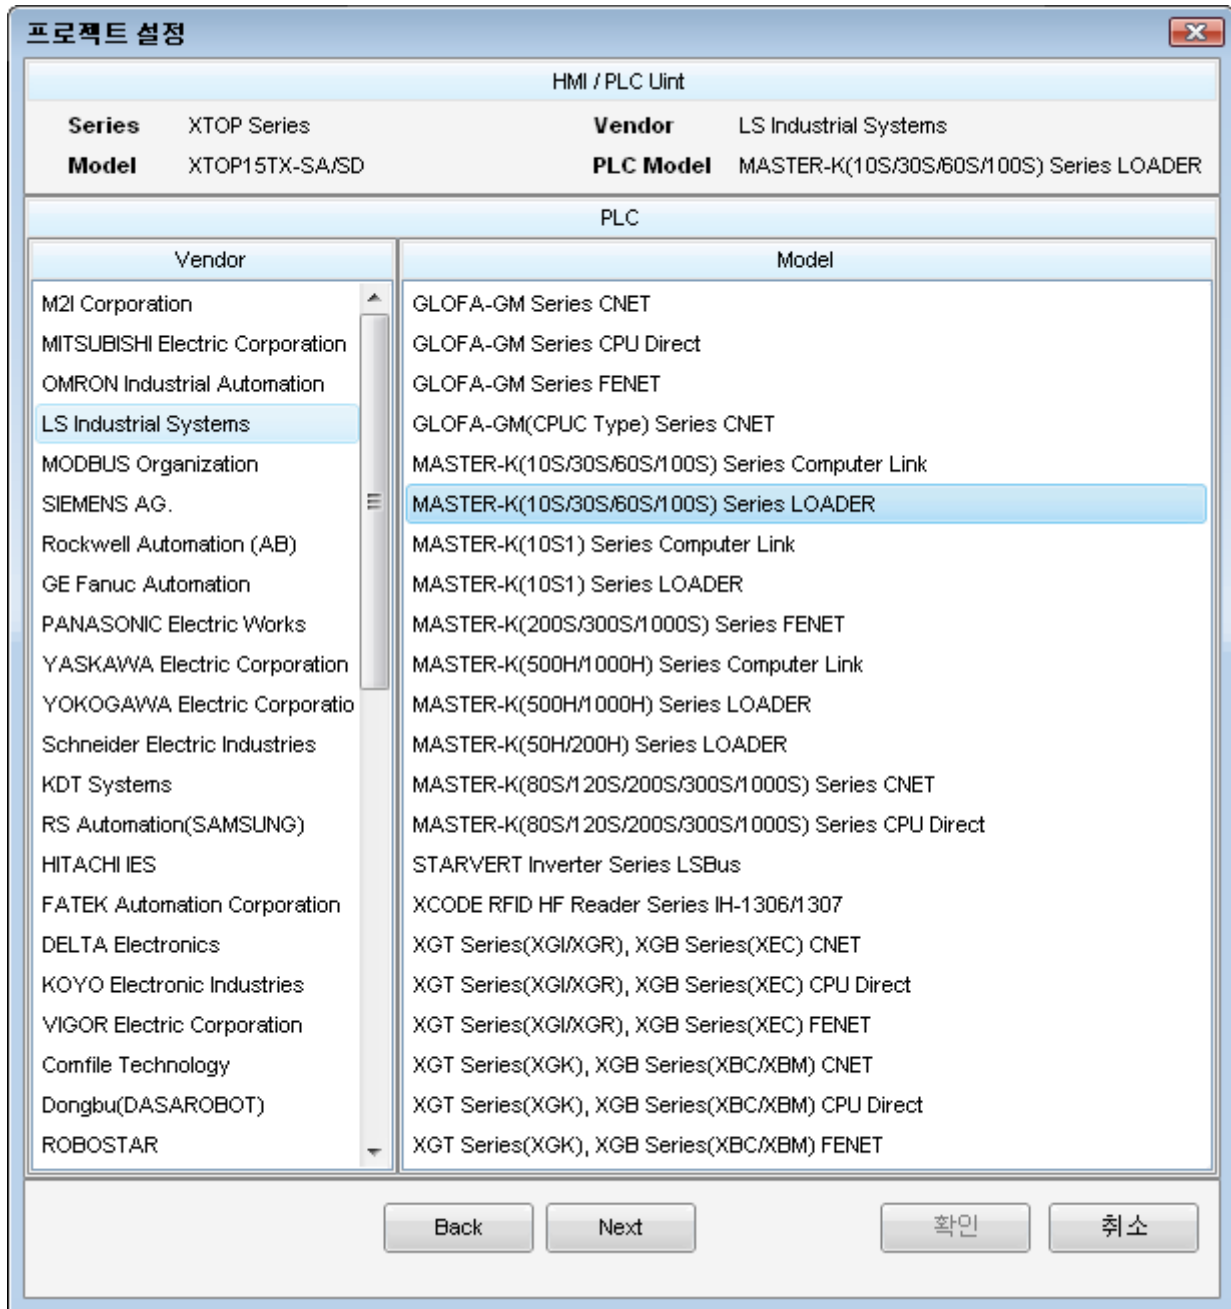 프로젝트 설정
HMI / PLC Uint
Series XTOP Series Vendor LS Industrial Systems
Model XTOP15TX-SA/SD PLC Model MASTER-K(10S/30S/60S/100S) Series LOADER
PLC
Vendor
M2I Corporation
MITSUBISHI Electric Corporation
OMRON Industrial Automation
LS Industrial Systems
MODBUS Organization
SIEMENS AG.
Rockwell Automation (AB)
GE Fanuc Automation
PANASONIC Electric Works
YASKAWA Electric Corporation
YOKOGAWA Electric Corporatio
Schneider Electric Industries
KDT Systems
RS Automation(SAMSUNG)
HITACHI IES
FATEK Automation Corporation
DELTA Electronics
KOYO Electronic Industries
VIGOR Electric Corporation
Comfile Technology
Dongbu(DASAROBOT)
ROBOSTAR
Model
GLOFA-GM Series CNET
GLOFA-GM Series CPU Direct
GLOFA-GM Series FENET
GLOFA-GM(CPUC Type) Series CNET
MASTER-K(10S/30S/60S/100S) Series Computer Link
MASTER-K(10S/30S/60S/100S) Series LOADER
MASTER-K(10S1) Series Computer Link
MASTER-K(10S1) Series LOADER
MASTER-K(200S/300S/1000S) Series FENET
MASTER-K(500H/1000H) Series Computer Link
MASTER-K(500H/1000H) Series LOADER
MASTER-K(50H/200H) Series LOADER
MASTER-K(80S/120S/200S/300S/1000S) Series CNET
MASTER-K(80S/120S/200S/300S/1000S) Series CPU Direct
STARVERT Inverter Series LSBus
XCODE RFID HF Reader Series IH-1306/1307
XGT Series(XGI/XGR), XGB Series(XEC) CNET
XGT Series(XGI/XGR), XGB Series(XEC) CPU Direct
XGT Series(XGI/XGR), XGB Series(XEC) FENET
XGT Series(XGK), XGB Series(XBC/XBM) CNET
XGT Series(XGK), XGB Series(XBC/XBM) CPU Direct
XGT Series(XGK), XGB Series(XBC/XBM) FENET
Back Next 확인 취소